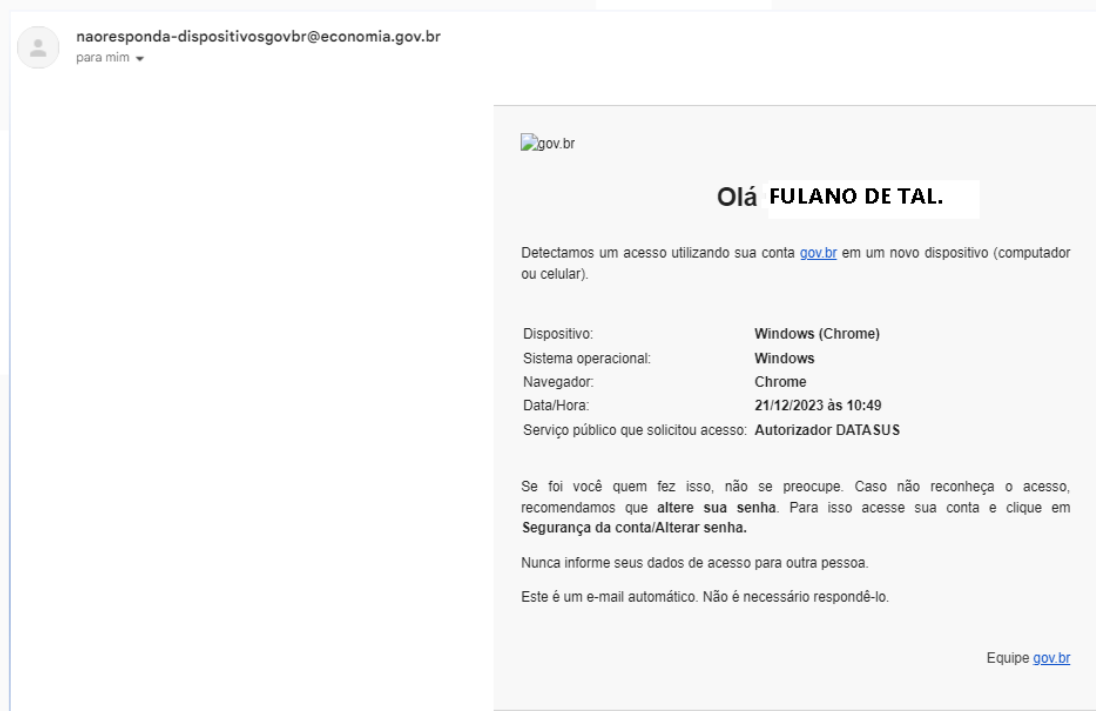 naoresponda-dispositivosgovbr@economia.gov.br
para mim
gov.br
Olá FULANO DE TAL.
Detectamos um acesso utilizando sua conta gov.br em um novo dispositivo (computador
ou celular).
Dispositivo: Windows (Chrome)
Sistema operacional: Windows
Navegador: Chrome
Data/Hora: 21/12/2023 às 10:49
Serviço público que solicitou acesso: Autorizador DATASUS
Se foi você quem fez isso, não se preocupe. Caso não reconheça o acesso,
recomendamos que altere sua senha. Para isso acesse sua conta e clique em
Segurança da conta/Alterar senha.
Nunca informe seus dados de acesso para outra pessoa.
Este é um e-mail automático. Não é necessário respondê-lo.
Equipe gov.br